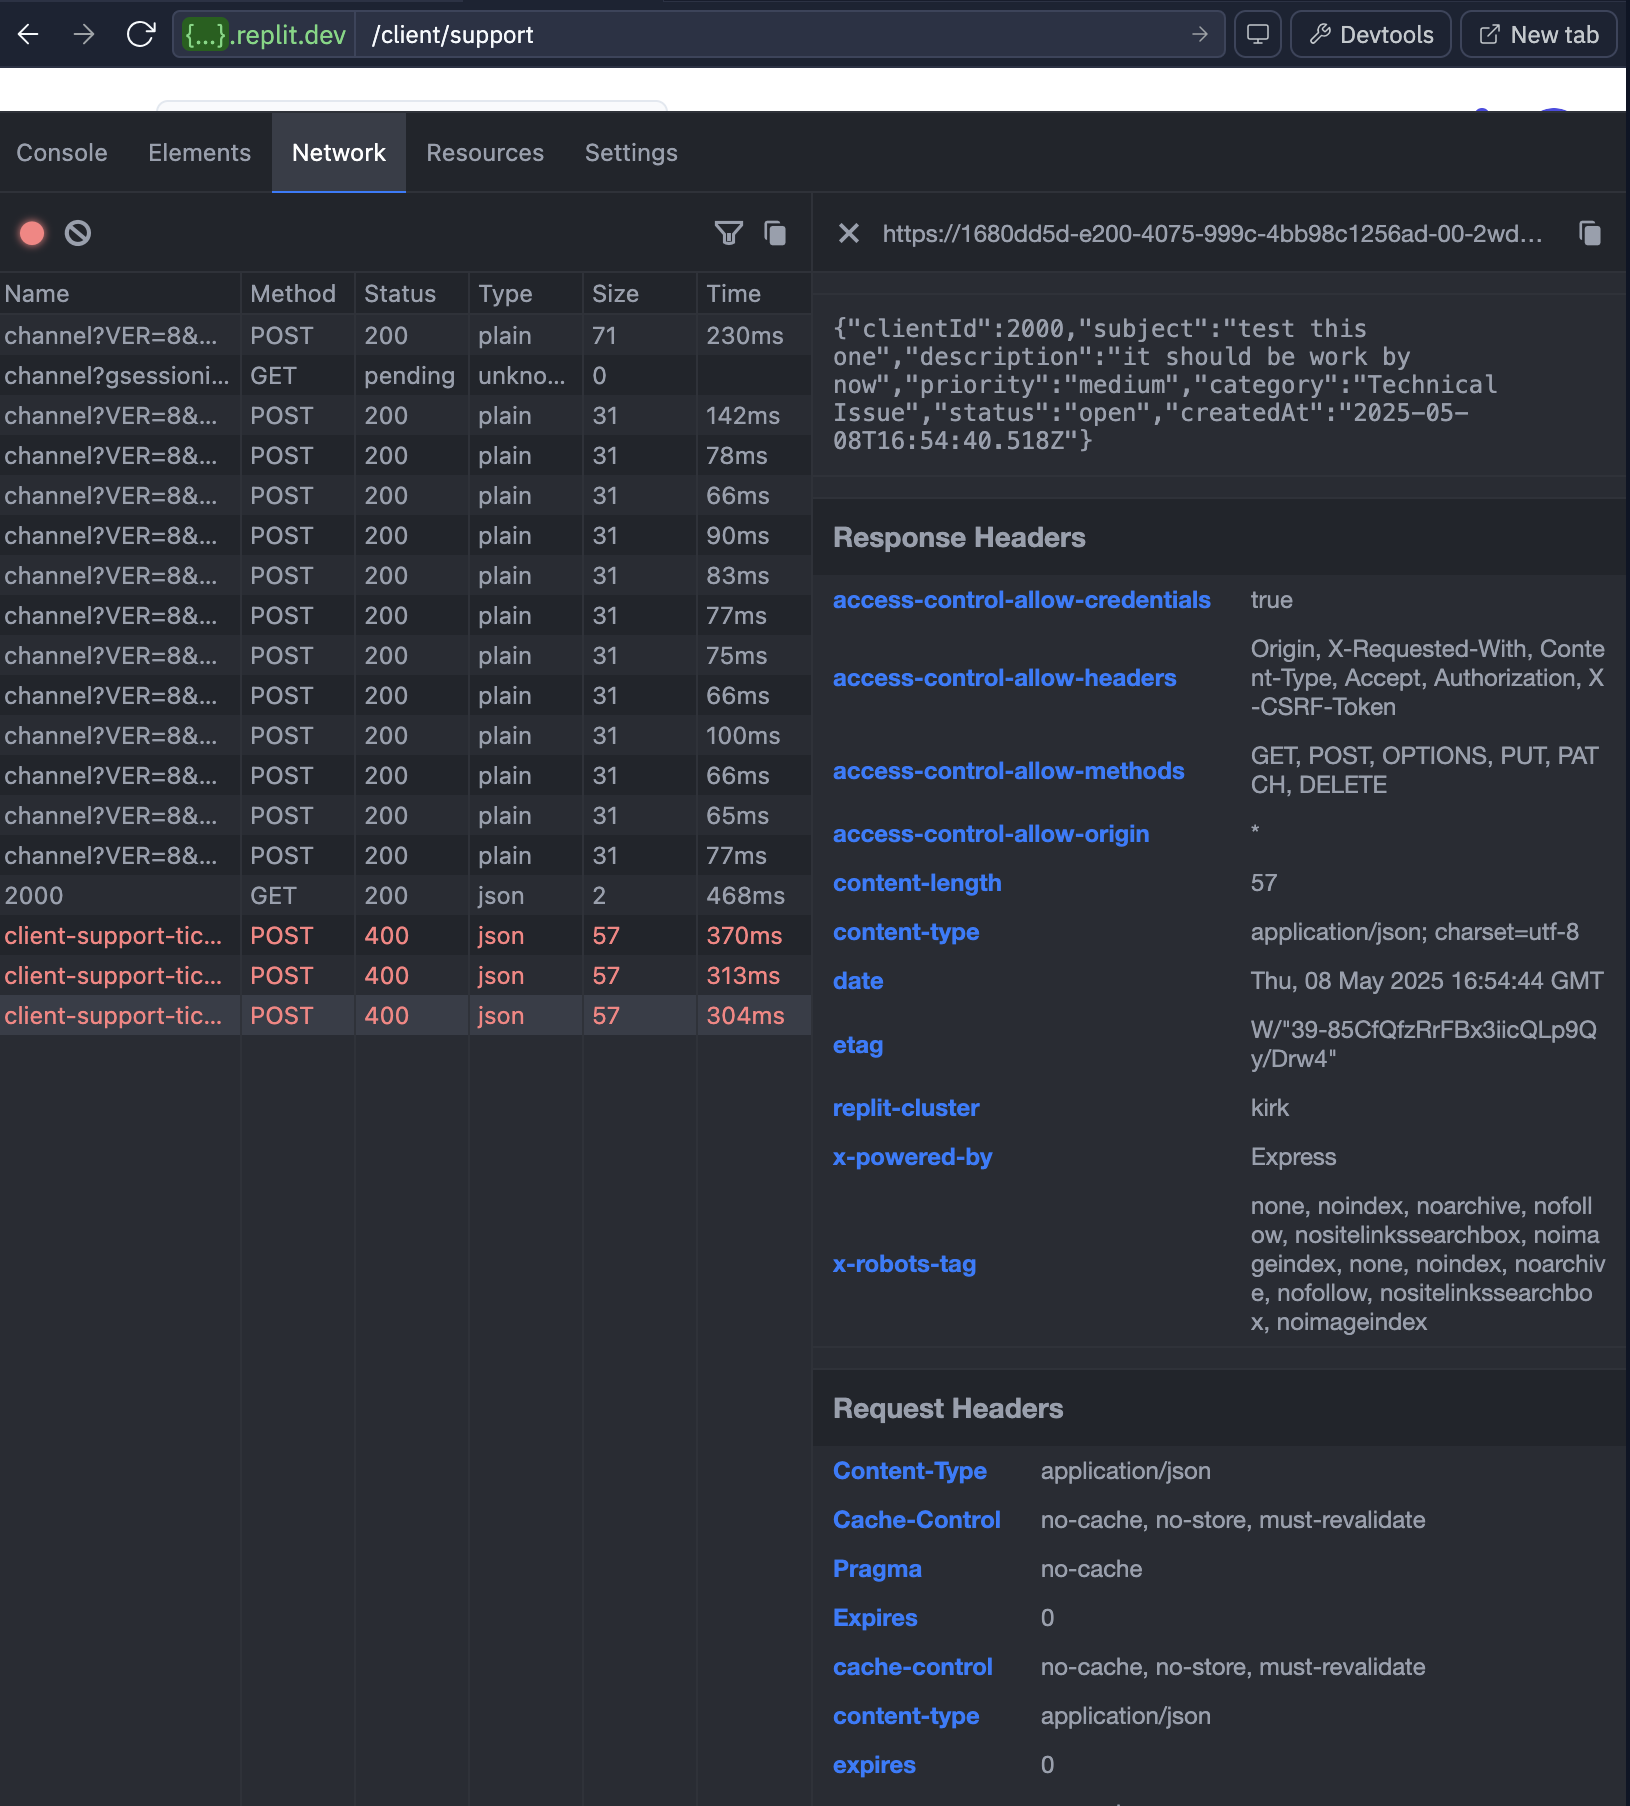 {...}.replit.dev /client/support Devtools New tab
Console Elements Network Resources Settings
https://1680dd5d-e200-4075-999c-4bb98c1256ad-00-2wd...
Name Method Status Type Size Time
channel?VER=8&... POST 200 plain 71 230ms
channel?gsessioni... GET pending unkno... 0
channel?VER=8&... POST 200 plain 31 142ms
channel?VER=8&... POST 200 plain 31 78ms
channel?VER=8&... POST 200 plain 31 66ms
channel?VER=8&... POST 200 plain 31 90ms
channel?VER=8&... POST 200 plain 31 83ms
channel?VER=8&... POST 200 plain 31 77ms
channel?VER=8&... POST 200 plain 31 75ms
channel?VER=8&... POST 200 plain 31 66ms
channel?VER=8&... POST 200 plain 31 100ms
channel?VER=8&... POST 200 plain 31 66ms
channel?VER=8&... POST 200 plain 31 65ms
channel?VER=8&... POST 200 plain 31 77ms
2000 GET 200 json 2 468ms
client-support-tic... POST 400 json 57 370ms
client-support-tic... POST 400 json 57 313ms
client-support-tic... POST 400 json 57 304ms
{"clientId":2000,"subject":"test this
one","description":"it should be work by
now","priority":"medium","category":"Technical
Issue","status":"open","createdAt":"2025-05-
08T16:54:40.518Z"}
Response Headers
access-control-allow-credentials true
access-control-allow-headers Origin, X-Requested-With, Conte
nt-Type, Accept, Authorization, X
-CSRF-Token
access-control-allow-methods GET, POST, OPTIONS, PUT, PAT
CH, DELETE
access-control-allow-origin *
content-length 57
content-type application/json; charset=utf-8
date Thu, 08 May 2025 16:54:44 GMT
etag W/"39-85CfQfzRrFBx3iicQLp9Q
y/Drw4"
replit-cluster kirk
x-powered-by Express
x-robots-tag none, noindex, noarchive, nofoll
ow, nositelinkssearchbox, noima
geindex, none, noindex, noarchiv
e, nofollow, nositelinkssearchbo
x, noimageindex
Request Headers
Content-Type application/json
Cache-Control no-cache, no-store, must-revalidate
Pragma no-cache
Expires 0
cache-control no-cache, no-store, must-revalidate
content-type application/json
expires 0